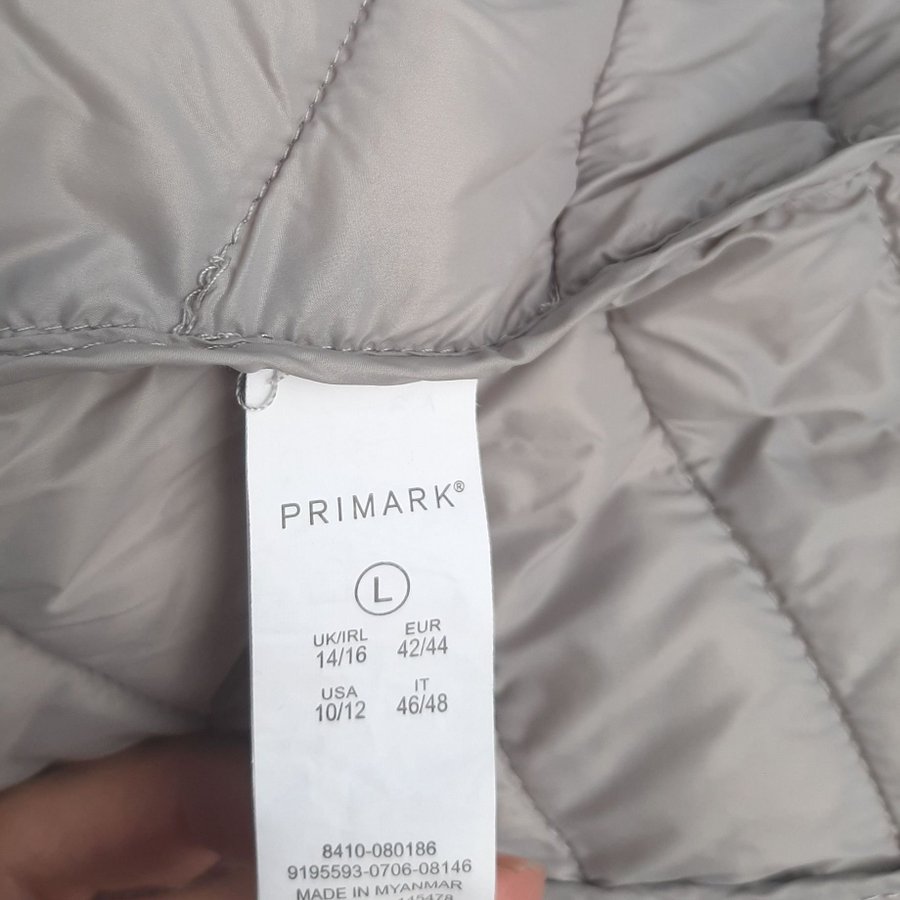 PRIMARK®
L
UK/IRL EUR
14/16 42/44
USA IT
10/12 46/48
8410-080186
9195593-0706-08146
MADE IN MYANMAR